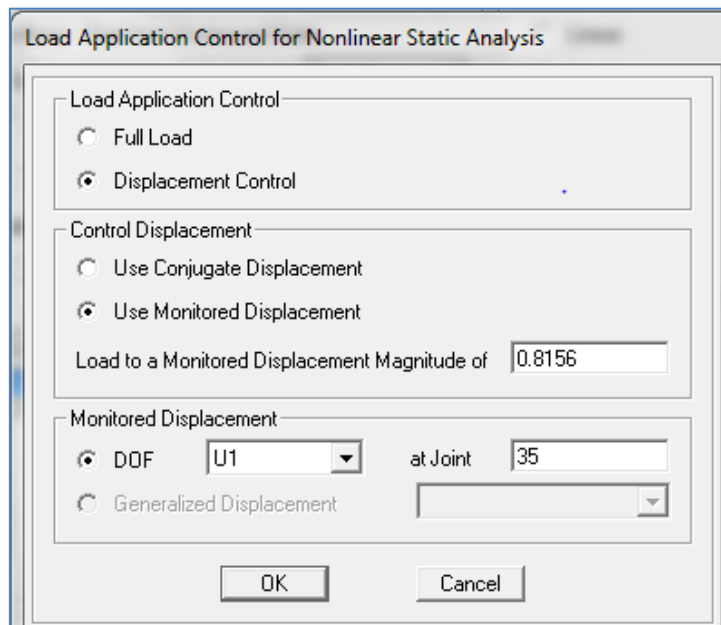 Load Application Control for Nonlinear Static Analysis
Load Application Control
Full Load
Displacement Control
Control Displacement
Use Conjugate Displacement
Use Monitored Displacement
Load to a Monitored Displacement Magnitude of 0.8156
Monitored Displacement
DOF U1 at Joint 35
Generalized Displacement
OK Cancel